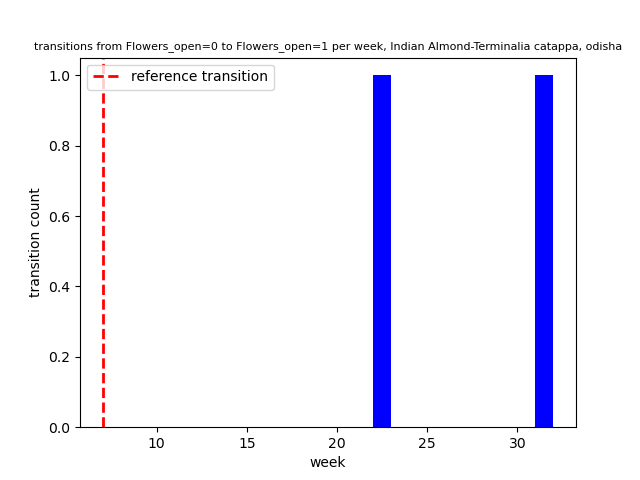 transitions from Flowers_open=0 to Flowers_open=1 per week, Indian Almond-Terminalia catappa, odisha
reference transition
1.0
0.8
0.6
0.4
0.2
0.0
transition count
10 15 20 25 30
week